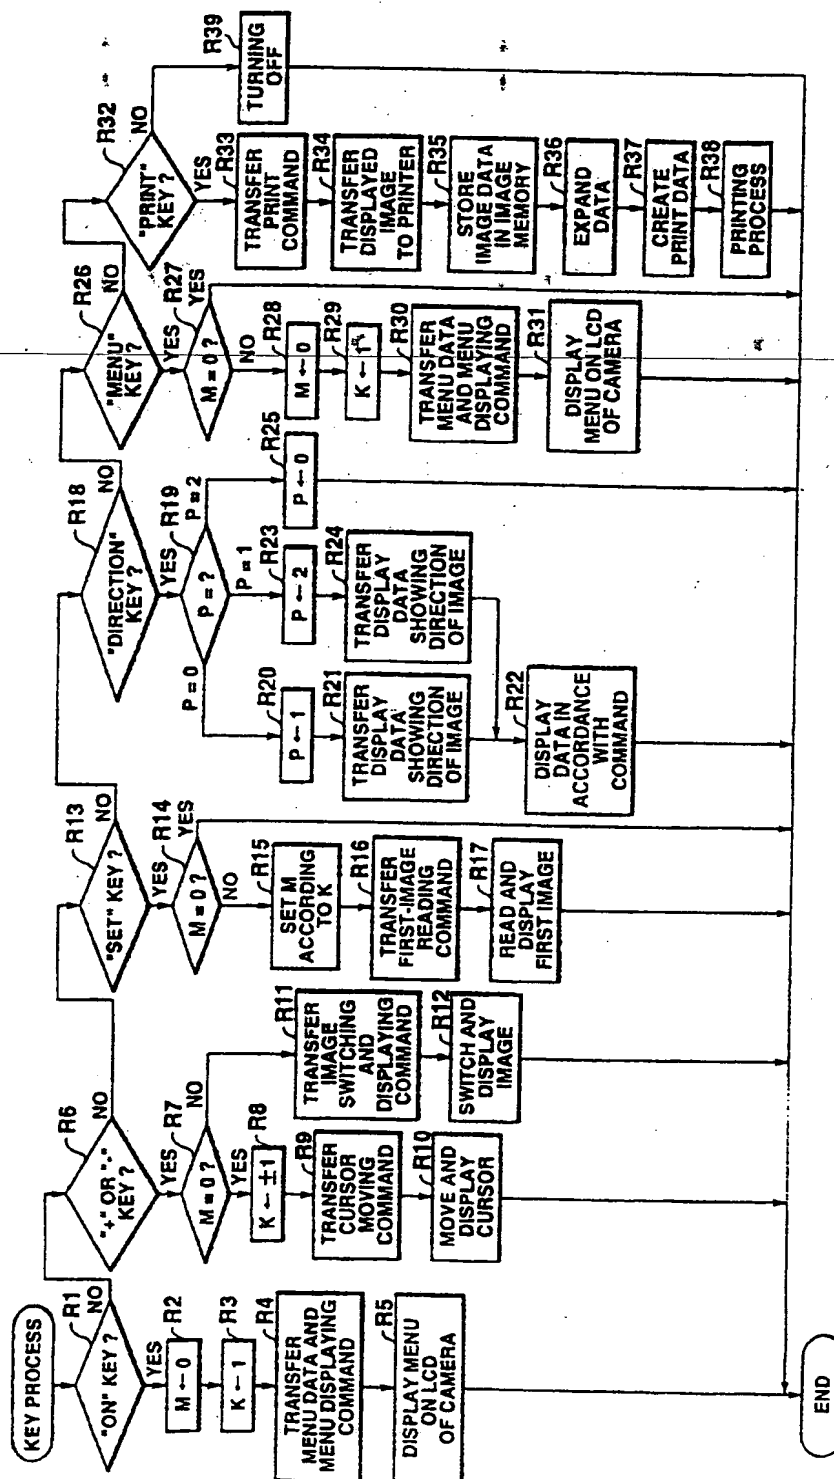 KEY PROCESS
R1
"ON" KEY ?
NO
YES
R2
M ← 0
R3
K ← 1
R4
TRANSFER
MENU DATA AND
MENU DISPLAYING
COMMAND
R5
DISPLAY MENU
ON LCD
OF CAMERA
END
R6
"+" OR "-"
KEY ?
NO
YES
R7
M = 0 ?
NO
YES
R8
K ← ±1
R9
TRANSFER
CURSOR
MOVING
COMMAND
R10
MOVE AND
DISPLAY
CURSOR
R11
TRANSFER
IMAGE
SWITCHING
AND
DISPLAYING
COMMAND
R12
SWITCH AND
DISPLAY
IMAGE
R13
"SET" KEY ?
NO
YES
R14
M = 0 ?
YES
NO
R15
SET M
ACCORDING
TO K
R16
TRANSFER
FIRST-IMAGE
READING
COMMAND
R17
READ AND
DISPLAY
FIRST IMAGE
R18
"DIRECTION"
KEY ?
NO
YES
R19
P = ?
P = 0
P = 1
P = 2
R20
P ← 1
R21
TRANSFER
DISPLAY
DATA
SHOWING
DIRECTION
OF IMAGE
R22
DISPLAY
DATA IN
ACCORDANCE
WITH
COMMAND
R23
P ← 2
R24
TRANSFER
DISPLAY
DATA
SHOWING
DIRECTION
OF IMAGE
R25
P ← 0
R26
"MENU"
KEY ?
NO
YES
R27
M = 0 ?
YES
NO
R28
M ← 0
R29
K ← 1
R30
TRANSFER
MENU DATA
AND MENU
DISPLAYING
COMMAND
R31
DISPLAY
MENU ON LCD
OF CAMERA
R32
"PRINT"
KEY ?
NO
YES
R33
TRANSFER
PRINT
COMMAND
R34
TRANSFER
DISPLAYED
IMAGE
TO PRINTER
R35
STORE
IMAGE DATA
IN IMAGE
MEMORY
R36
EXPAND
DATA
R37
CREATE
PRINT DATA
R38
PRINTING
PROCESS
R39
TURNING
OFF